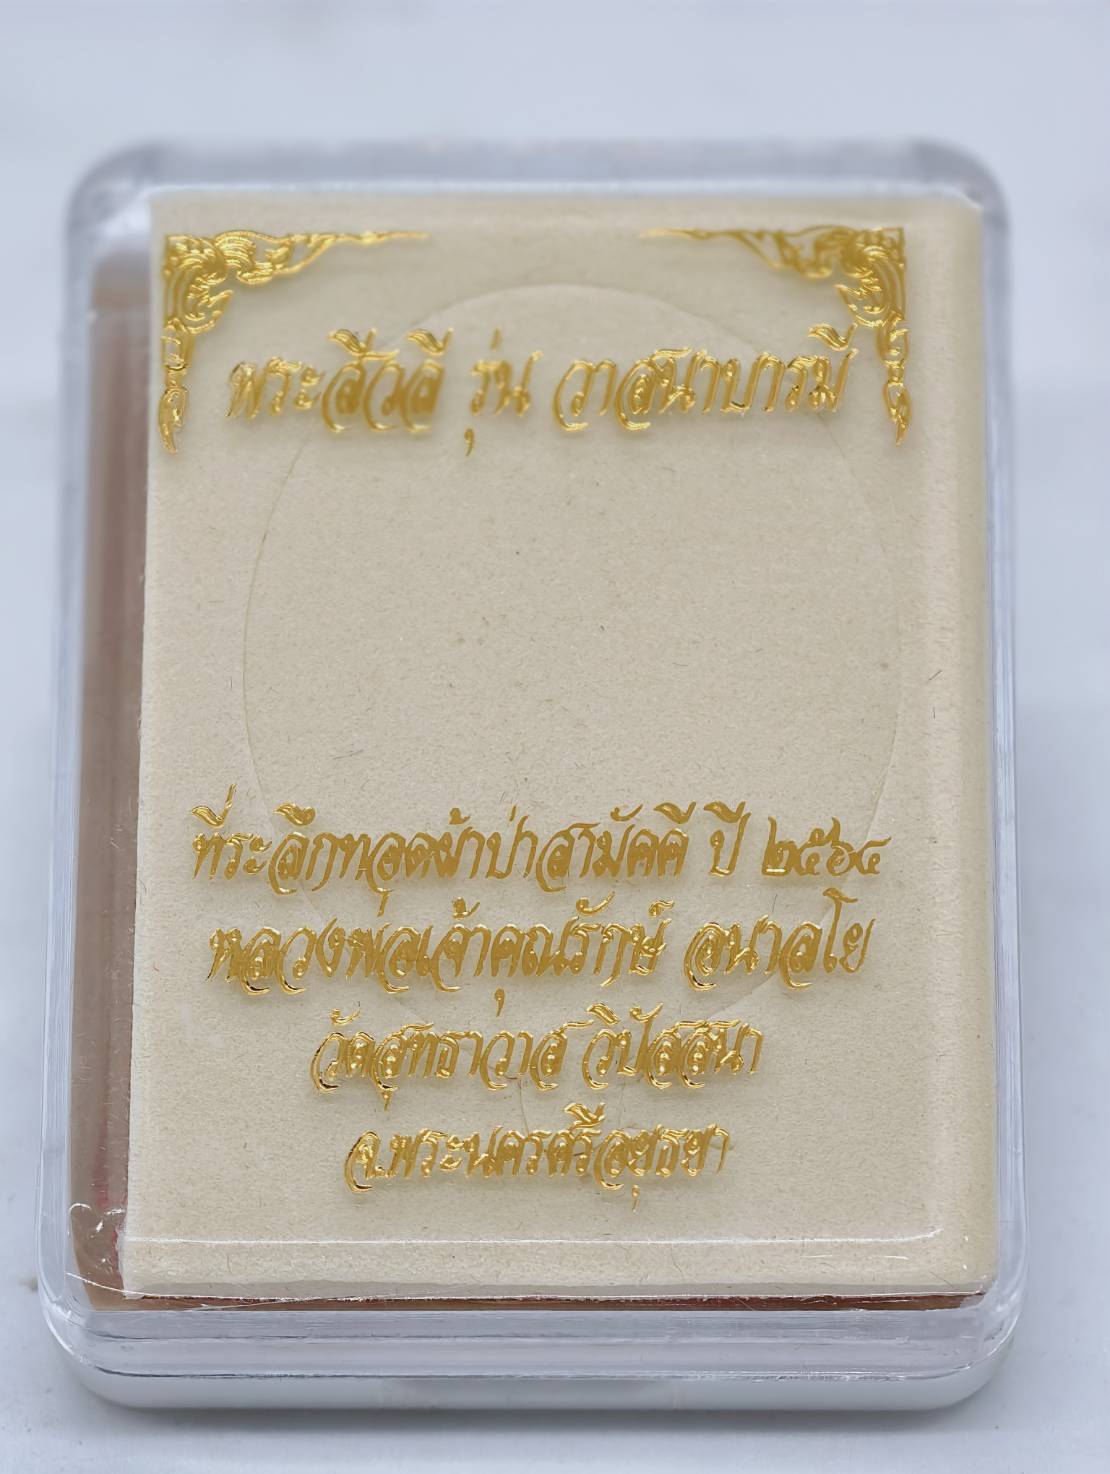 พระสีวลี รุ่น วาสนาบารมี
ที่ระลึกทอดผ้าป่าสามัคคี ปี ๒๕๖๔
หลวงพ่อเจ้าคุณรักษ์ อนาลโย
วัดสุทธาวาส วิปัสสนา
จ.พระนครศรีอยุธยา